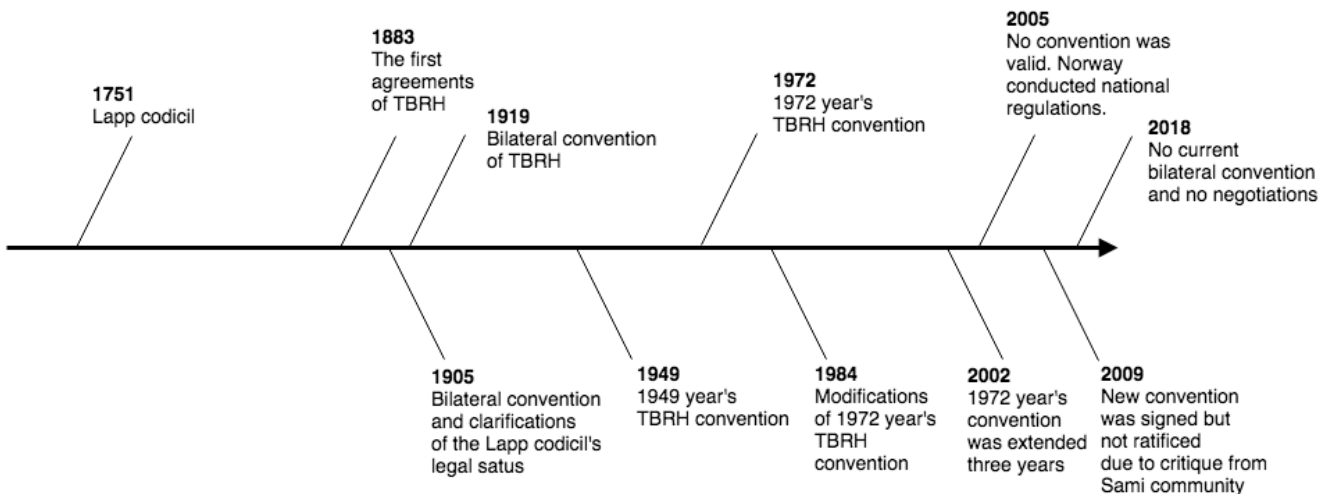 1751
Lapp codicil
1883
The first
agreements
of TBRH
1919
Bilateral convention
of TBRH
1972
1972 year's
TBRH convention
2005
No convention was
valid. Norway
conducted national
regulations.
2018
No current
bilateral convention
and no negotiations
1905
Bilateral convention
and clarifications
of the Lapp codicil's
legal satus
1949
1949 year's
TBRH convention
1984
Modifications
of 1972 year's
TBRH
convention
2002
1972 year's
convention
was extended
three years
2009
New convention
was signed but
not ratificed
due to critique from
Sami community